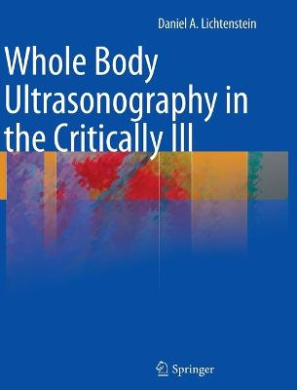 Daniel A. Lichtenstein
Whole Body
Ultrasonography in
the Critically Ill
Springer